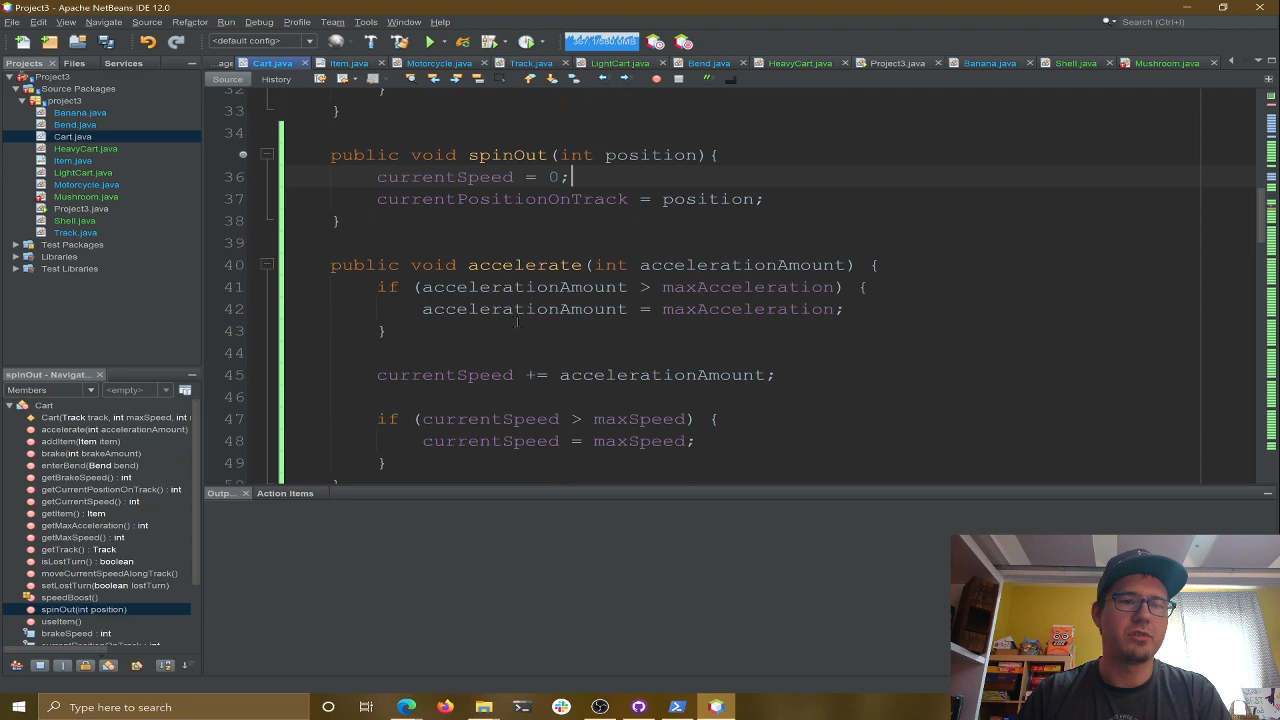 Project3 - Apache NetBeans IDE 12.0
File Edit View Navigate Source Refactor Run Debug Profile Team Tools Window Help
Search (Ctrl+I)
<default config>
Projects Files Services
...age Cart.java Item.java Motorcycle.java Track.java LightCart.java Bend.java HeavyCart.java Project3.java Banana.java Shell.java Mushroom.java
Source History
Project3
Source Packages
project3
Banana.java
Bend.java
Cart.java
HeavyCart.java
Item.java
LightCart.java
Motorcycle.java
Mushroom.java
Project3.java
Shell.java
Track.java
Test Packages
Libraries
Test Libraries
32 }
33 }
34
public void spinOut(int position){
36 currentSpeed = 0;
37 currentPositionOnTrack = position;
38 }
39
40 public void accelerate(int accelerationAmount) {
41 if (accelerationAmount > maxAcceleration) {
42 accelerationAmount = maxAcceleration;
43 }
44
45 currentSpeed += accelerationAmount;
46
47 if (currentSpeed > maxSpeed) {
48 currentSpeed = maxSpeed;
49 }
spinOut - Navigat...
Members <empty>
Cart
Cart(Track track, int maxSpeed, int
accelerate(int accelerationAmount)
addItem(Item item)
brake(int brakeAmount)
enterBend(Bend bend)
getBrakeSpeed() : int
getCurrentPositionOnTrack() : int
getCurrentSpeed() : int
getItem() : Item
getMaxAcceleration() : int
getMaxSpeed() : int
getTrack() : Track
isLostTurn() : boolean
moveCurrentSpeedAlongTrack()
setLostTurn(boolean lostTurn)
speedBoost()
spinOut(int position)
useItem()
brakeSpeed : int
Outp... Action Items
Type here to search